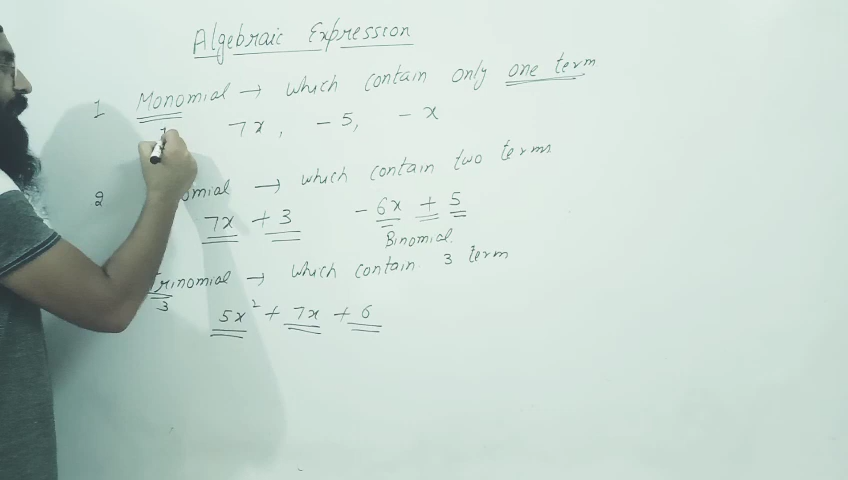 Algebraic Expression
1 Monomial → which contain only one term
7x, -5, -x
2 omial → which contain two terms
7x + 3 -6x + 5
Binomial.
Trinomial → which contain 3 term
3
5x² + 7x + 6